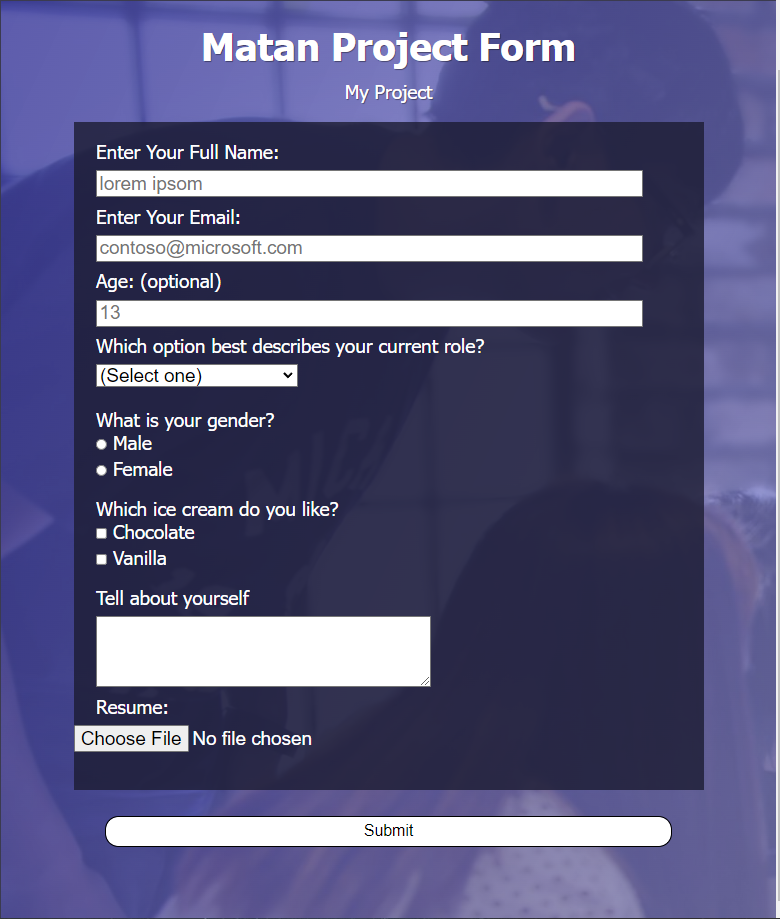 Matan Project Form
My Project
Enter Your Full Name:
lorem ipsom
Enter Your Email:
contoso@microsoft.com
Age: (optional)
13
Which option best describes your current role?
(Select one)
What is your gender?
Male
Female
Which ice cream do you like?
Chocolate
Vanilla
Tell about yourself
Resume:
Choose File No file chosen
Submit